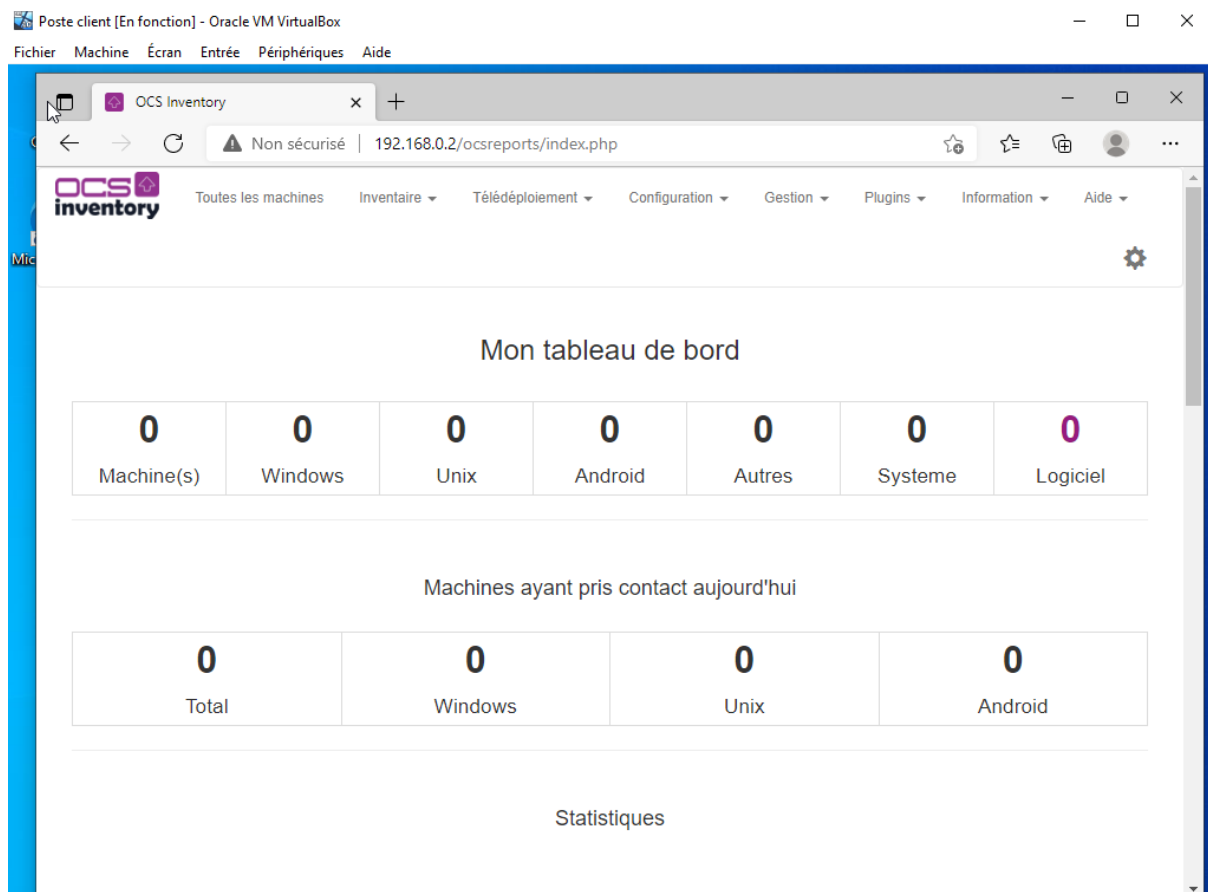 Poste client [En fonction] - Oracle VM VirtualBox
Fichier Machine Écran Entrée Périphériques Aide
OCS Inventory
Non sécurisé | 192.168.0.2/ocsreports/index.php
OCS inventory
Toutes les machines Inventaire Télédéploiement Configuration Gestion Plugins Information Aide
Mic
Mon tableau de bord
0 0 0 0 0 0 0
Machine(s) Windows Unix Android Autres Systeme Logiciel
Machines ayant pris contact aujourd'hui
0 0 0 0
Total Windows Unix Android
Statistiques